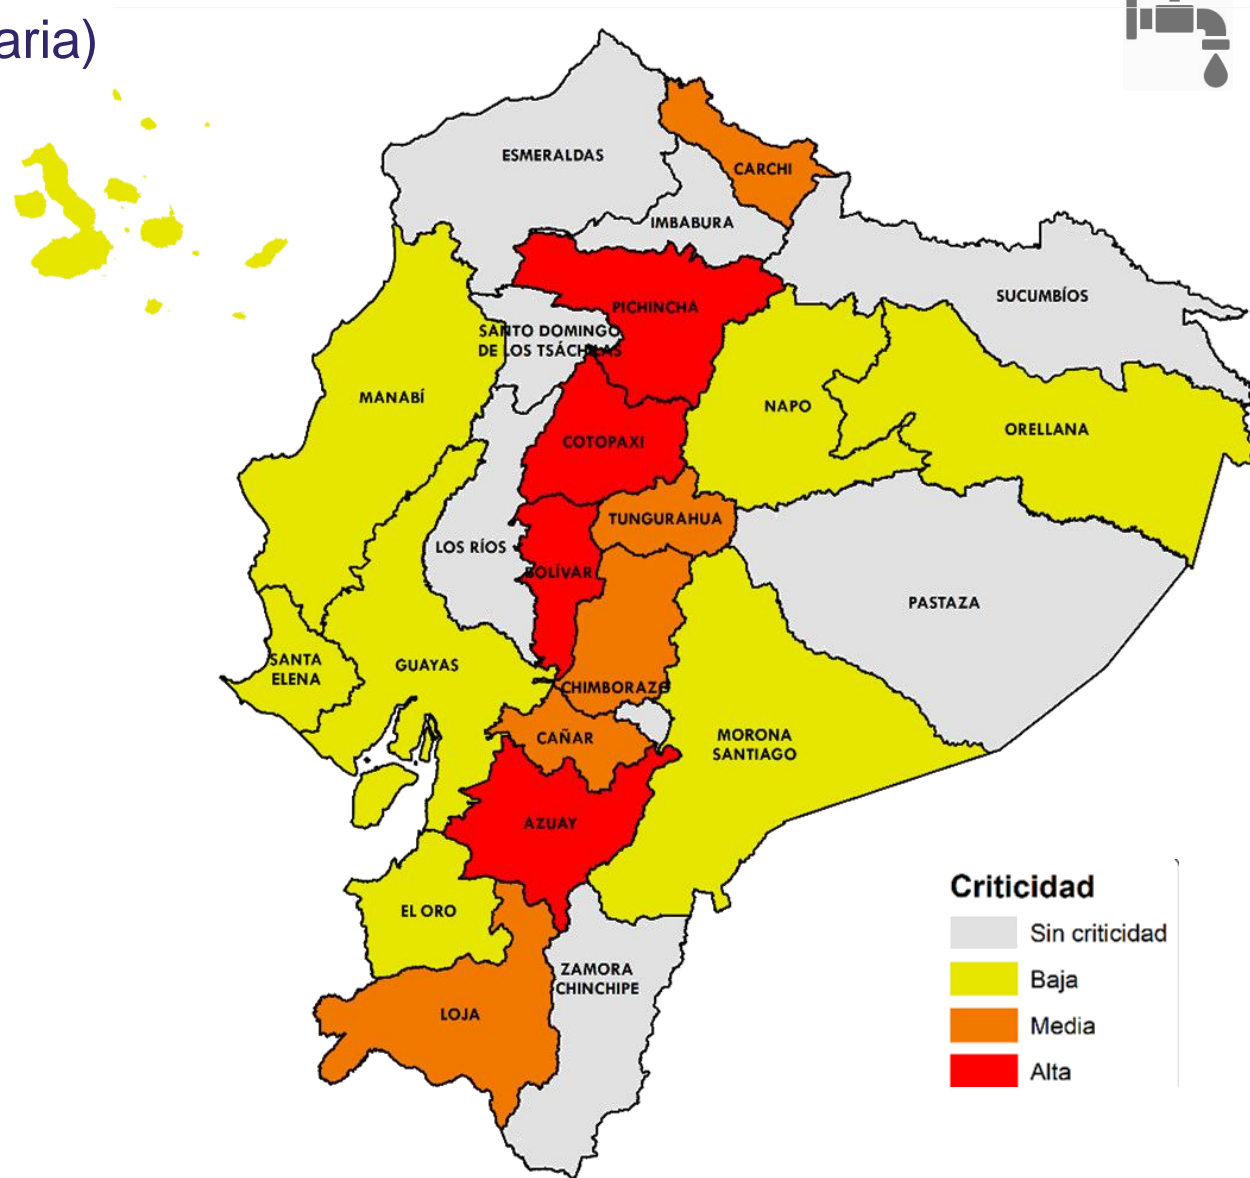 aria)
ESMERALDAS
CARCHI
IMBABURA
SUCUMBÍOS
PICHINCHA
SANTO DOMINGO
DE LOS TSÁCHILAS
MANABÍ
NAPO
ORELLANA
COTOPAXI
TUNGURAHUA
LOS RÍOS
BOLÍVAR
PASTAZA
SANTA
ELENA
GUAYAS
CHIMBORAZO
CAÑAR
MORONA
SANTIAGO
AZUAY
EL ORO
ZAMORA
CHINCHIPE
LOJA
Criticidad
Sin criticidad
Baja
Media
Alta